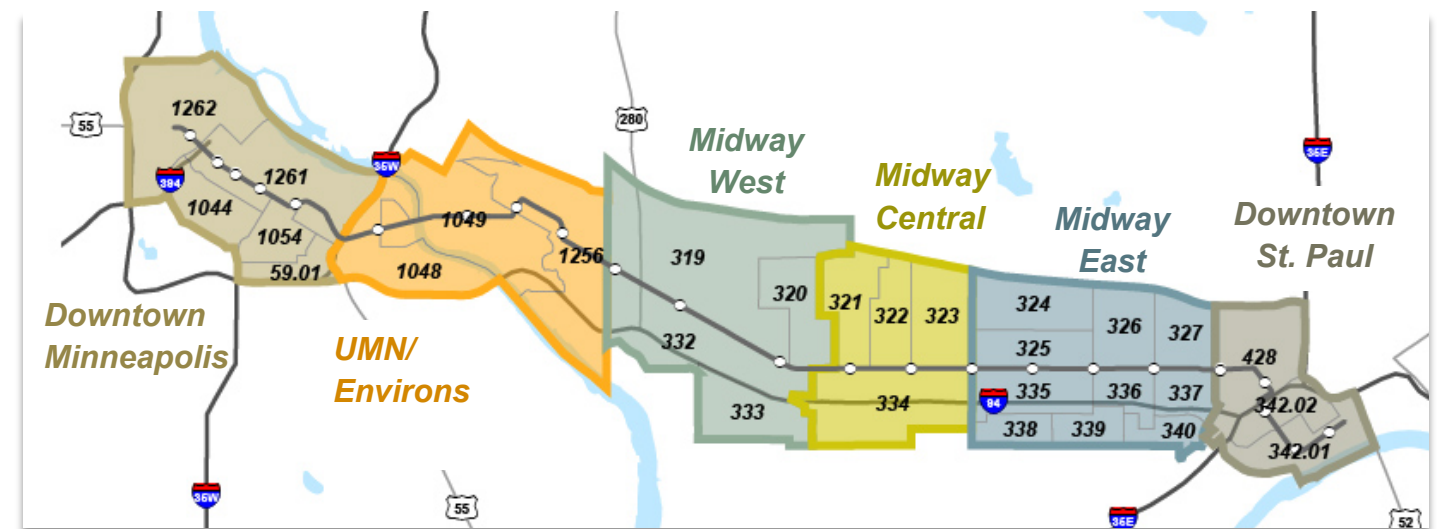 1262
55
280
35W
35E
384
1261
1044
1054
59.01
1049
1048
1256
Midway
West
Midway
Central
Midway
East
Downtown
St. Paul
319
320
321
322
323
324
325
326
327
332
333
334
94
335
336
337
338
339
340
428
342.02
342.01
Downtown
Minneapolis
UMN/
Environs
35W
55
35E
52